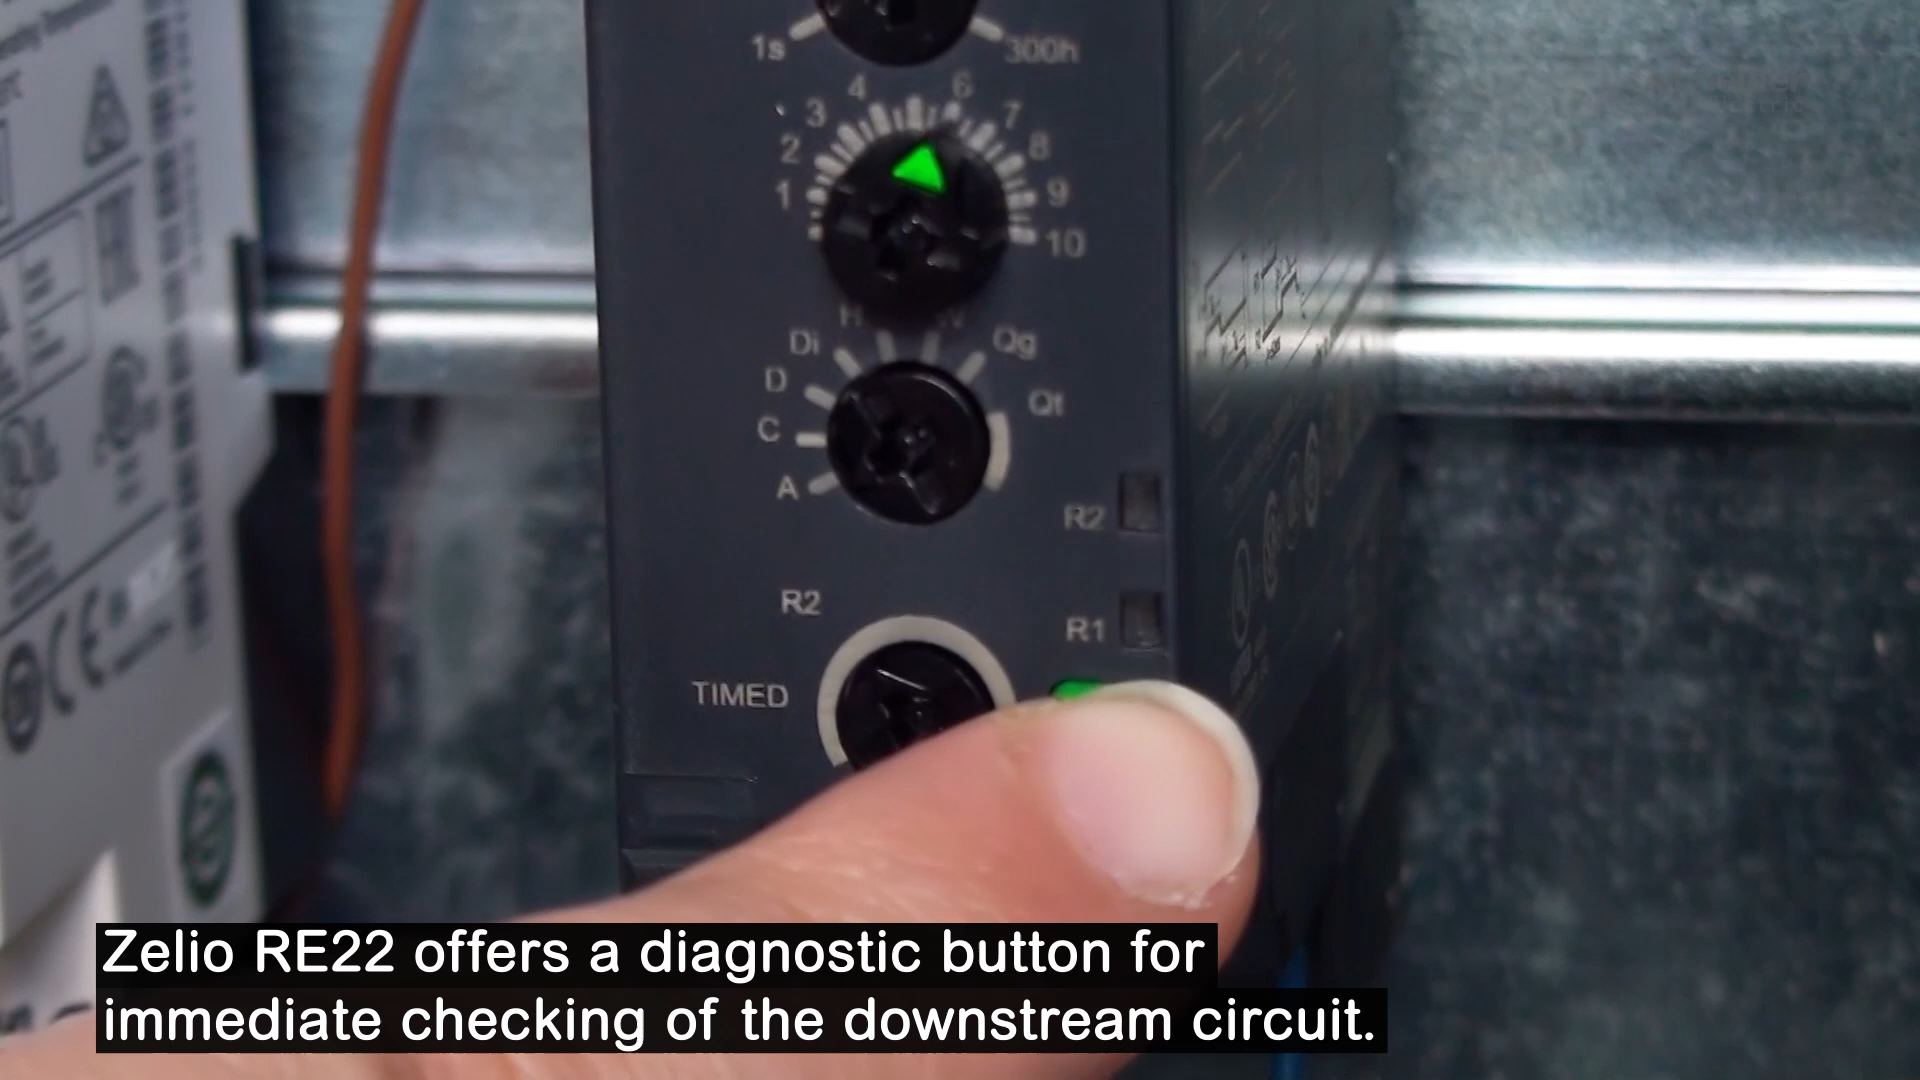 1s 300h
4 6
3 7
2 8
1 9
10
H W
Di Qg
D Qt
C
A
R2
R2
R1
TIMED
CE
Zelio RE22 offers a diagnostic button for
immediate checking of the downstream circuit.